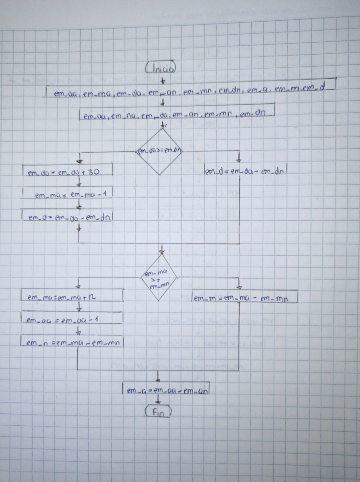 Inicio
em_aa, em_ma, em_da, em_an, em_mn, em_dn, em_a, em_m, em_d
em_aa, em_ma, em_da, em_an, em_mn, em_dn
em_da>=em_dn
em_da = em_da + 30
em_d = em_da - em_dn
em_ma = em_ma - 1
em_d = em_da - em_dn
em_ma
em_mn
em_ma = em_ma + 12
em_m = em_ma - em_mn
em_aa = em_aa - 1
em_m = em_ma - em_mn
em_a = em_aa - em_an
Fin